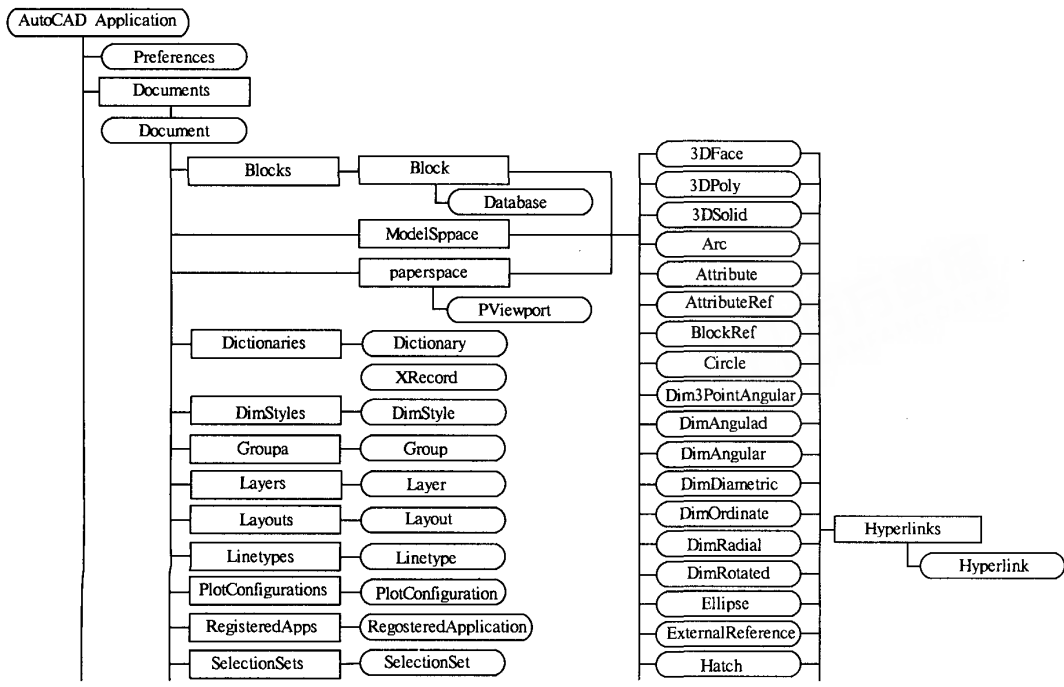 AutoCAD Application
Preferences
Documents
Document
Blocks
Block
Database
ModelSppace
paperspace
PViewport
Dictionaries
Dictionary
XRecord
DimStyles
DimStyle
Groupa
Group
Layers
Layer
Layouts
Layout
Linetypes
Linetype
PlotConfigurations
PlotConfiguration
RegisteredApps
RegosteredApplication
SelectionSets
SelectionSet
3DFace
3DPoly
3DSolid
Arc
Attribute
AttributeRef
BlockRef
Circle
Dim3PointAngular
DimAngulad
DimAngular
DimDiametric
DimOrdinate
DimRadial
DimRotated
Ellipse
ExternalReference
Hatch
Hyperlinks
Hyperlink